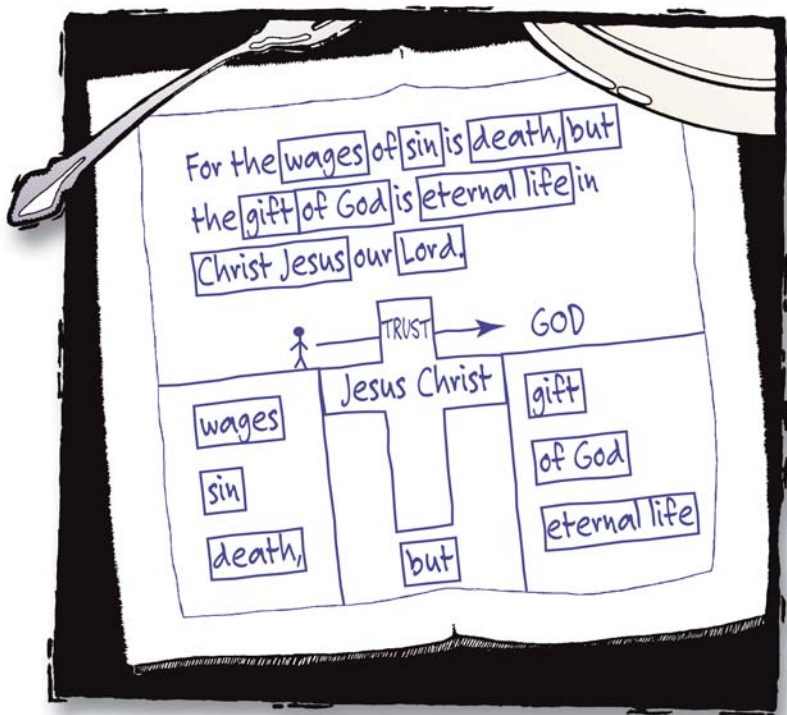 For the wages of sin is death, but
the gift of God is eternal life in
Christ Jesus our Lord.
TRUST GOD
Jesus Christ
wages
sin
death,
but
gift
of God
eternal life